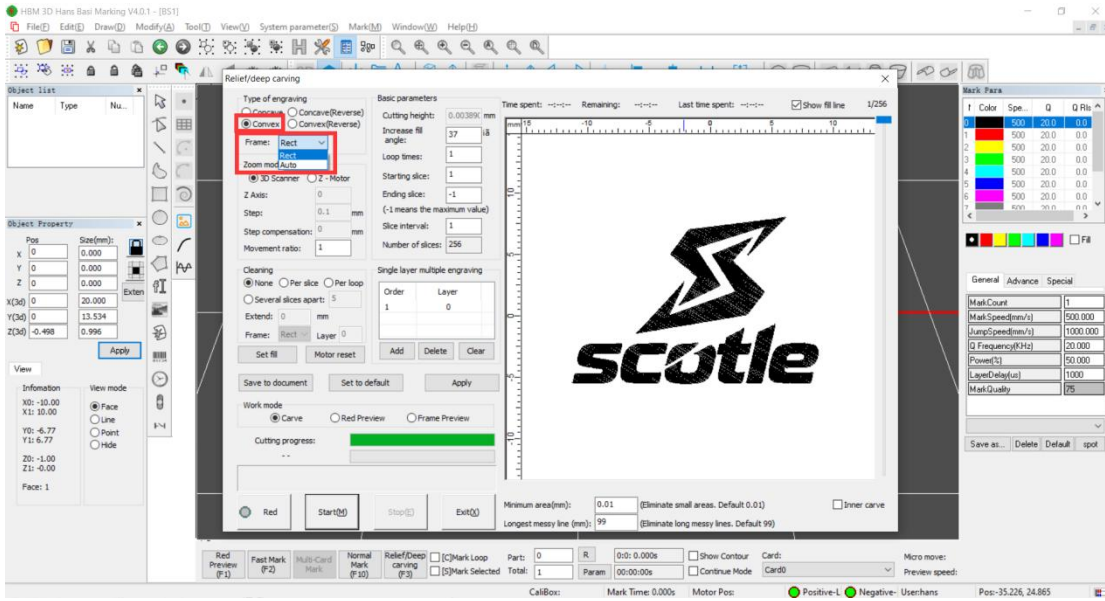 HBM 3D Hans Basi Marking V4.0.1 - [BS1]
File(F) Edit(E) Draw(D) Modify(A) Tool(T) View(V) System parameter(S) Mark(M) Window(W) Help(H)
Object list
Name Type Nu...
Object Property
Pos Size(mm):
X 0 0.000
Y 0 0.000
Z 0 0.000
Exten
X(3d) 0 20.000
Y(3d) 0 13.534
Z(3d) -0.498 0.996
Apply
View
Infomation
X0: -10.00
X1: 10.00
Y0: -6.77
Y1: 6.77
Z0: -1.00
Z1: -0.00
Face: 1
View mode
Face
Line
Point
Hide
Relief/deep carving
Type of engraving
Concave Concave(Reverse)
Convex Convex(Reverse)
Frame: Rect
Rect
Auto
Zoom mod
3D Scanner Z - Motor
Z Axis: 0
Step: 0.1 mm
Step compensation: 0 mm
Movement ratio: 1
Cleaning
None Per slice Per loop
Several slices apart: 5
Extend: 0 mm
Frame: Rect Layer 0
Set fill Motor reset
Basic parameters
Cutting height: 0.00389( mm
Increase fill angle: 37
Loop times: 1
Starting slice: 1
Ending slice: -1
(-1 means the maximum value)
Slice interval: 1
Number of slices: 256
Single layer multiple engraving
Order Layer
1 0
Add Delete Clear
Save to document Set to default Apply
Work mode
Carve Red Preview Frame Preview
Cutting progress:
- -
Red Start(M) Stop(E) Exit(X)
Time spent: --:--:-- Remaining: --:--:-- Last time spent: --:--:-- Show fill line 1/256
mm -15 -10 -5 0 5 10
scotle
Minimum area(mm): 0.01 (Eliminate small areas. Default 0.01) Inner carve
Longest messy line (mm): 99 (Eliminate long messy lines. Default 99)
Mark Para
Color Spe... Q Q Rls
0 500 20.0 0.0
1 500 20.0 0.0
2 500 20.0 0.0
3 500 20.0 0.0
4 500 20.0 0.0
5 500 20.0 0.0
6 500 20.0 0.0
7 500 20.0 0.0
Fill
General Advance Special
MarkCount 1
MarkSpeed(mm/s) 500.000
JumpSpeed(mm/s) 1000.000
Q Frequency(KHz) 20.000
Power(%) 50.000
LayerDelay(us) 1000
MarkQuality 75
Save as... Delete Default spot
Red Preview (F1)
Fast Mark (F2)
Multi-Card Mark
Normal Mark (F10)
Relief/Deep carving (F3)
[C]Mark Loop Part: 0 R 0:0: 0.000s Show Contour Card: Micro move:
[S]Mark Selected Total: 1 Param 00:00:00s Continue Mode Card0 Preview speed:
CaliBox: Mark Time: 0.000s Motor Pos: Positive-L Negative- User:hans Pos:-35.226, 24.865